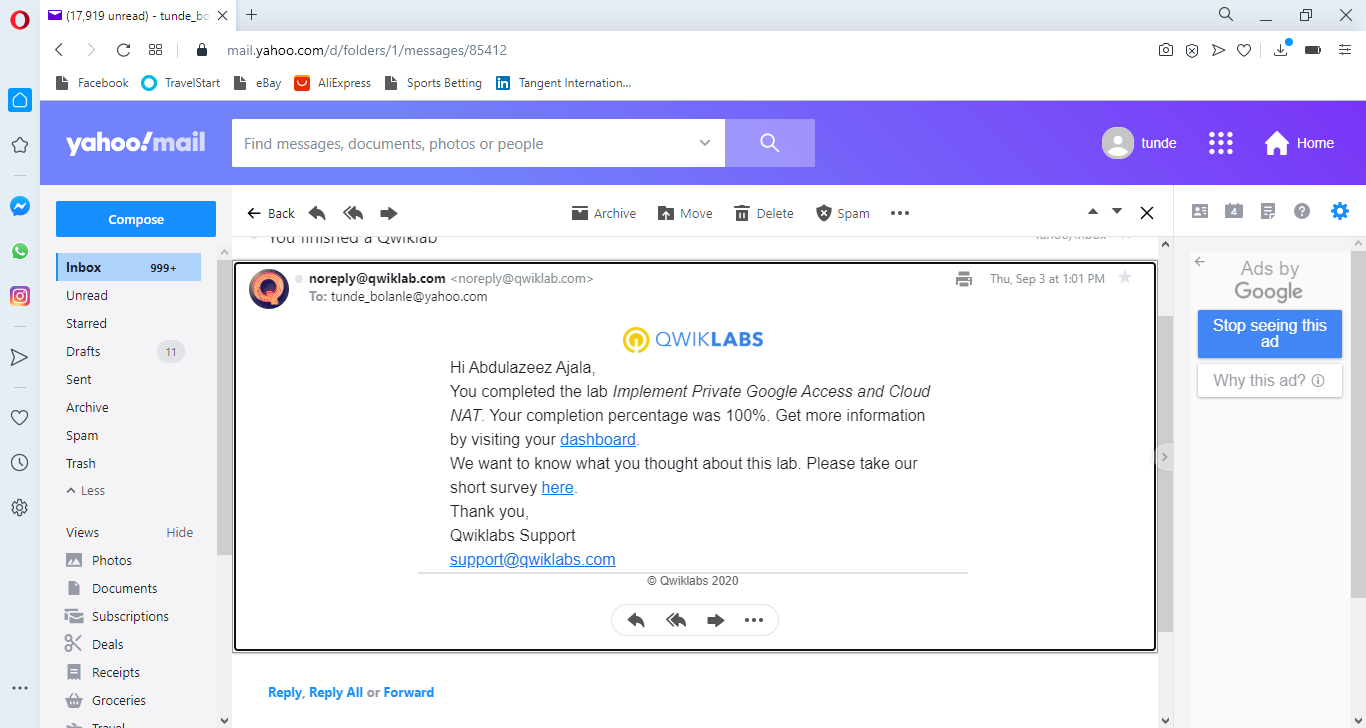 (17,919 unread) - tunde_bo
mail.yahoo.com/d/folders/1/messages/85412
Facebook TravelStart eBay AliExpress Sports Betting Tangent Internation...
yahoo!mail
Find messages, documents, photos or people
tunde
Home
Compose
Back
Archive Move Delete Spam
4
You finished a Qwiklab
Yahoo/Inbox
Inbox 999+
Unread
Starred
Drafts 11
Sent
Archive
Spam
Trash
Less
Views Hide
Photos
Documents
Subscriptions
Deals
Receipts
Groceries
Travel
noreply@qwiklab.com <noreply@qwiklab.com>
Thu, Sep 3 at 1:01 PM
To: tunde_bolanle@yahoo.com
QWIKLABS
Hi Abdulazeez Ajala,
You completed the lab Implement Private Google Access and Cloud
NAT. Your completion percentage was 100%. Get more information
by visiting your dashboard.
We want to know what you thought about this lab. Please take our
short survey here.
Thank you,
Qwiklabs Support
support@qwiklabs.com
© Qwiklabs 2020
Reply, Reply All or Forward
Ads by
Google
Stop seeing this
ad
Why this ad?